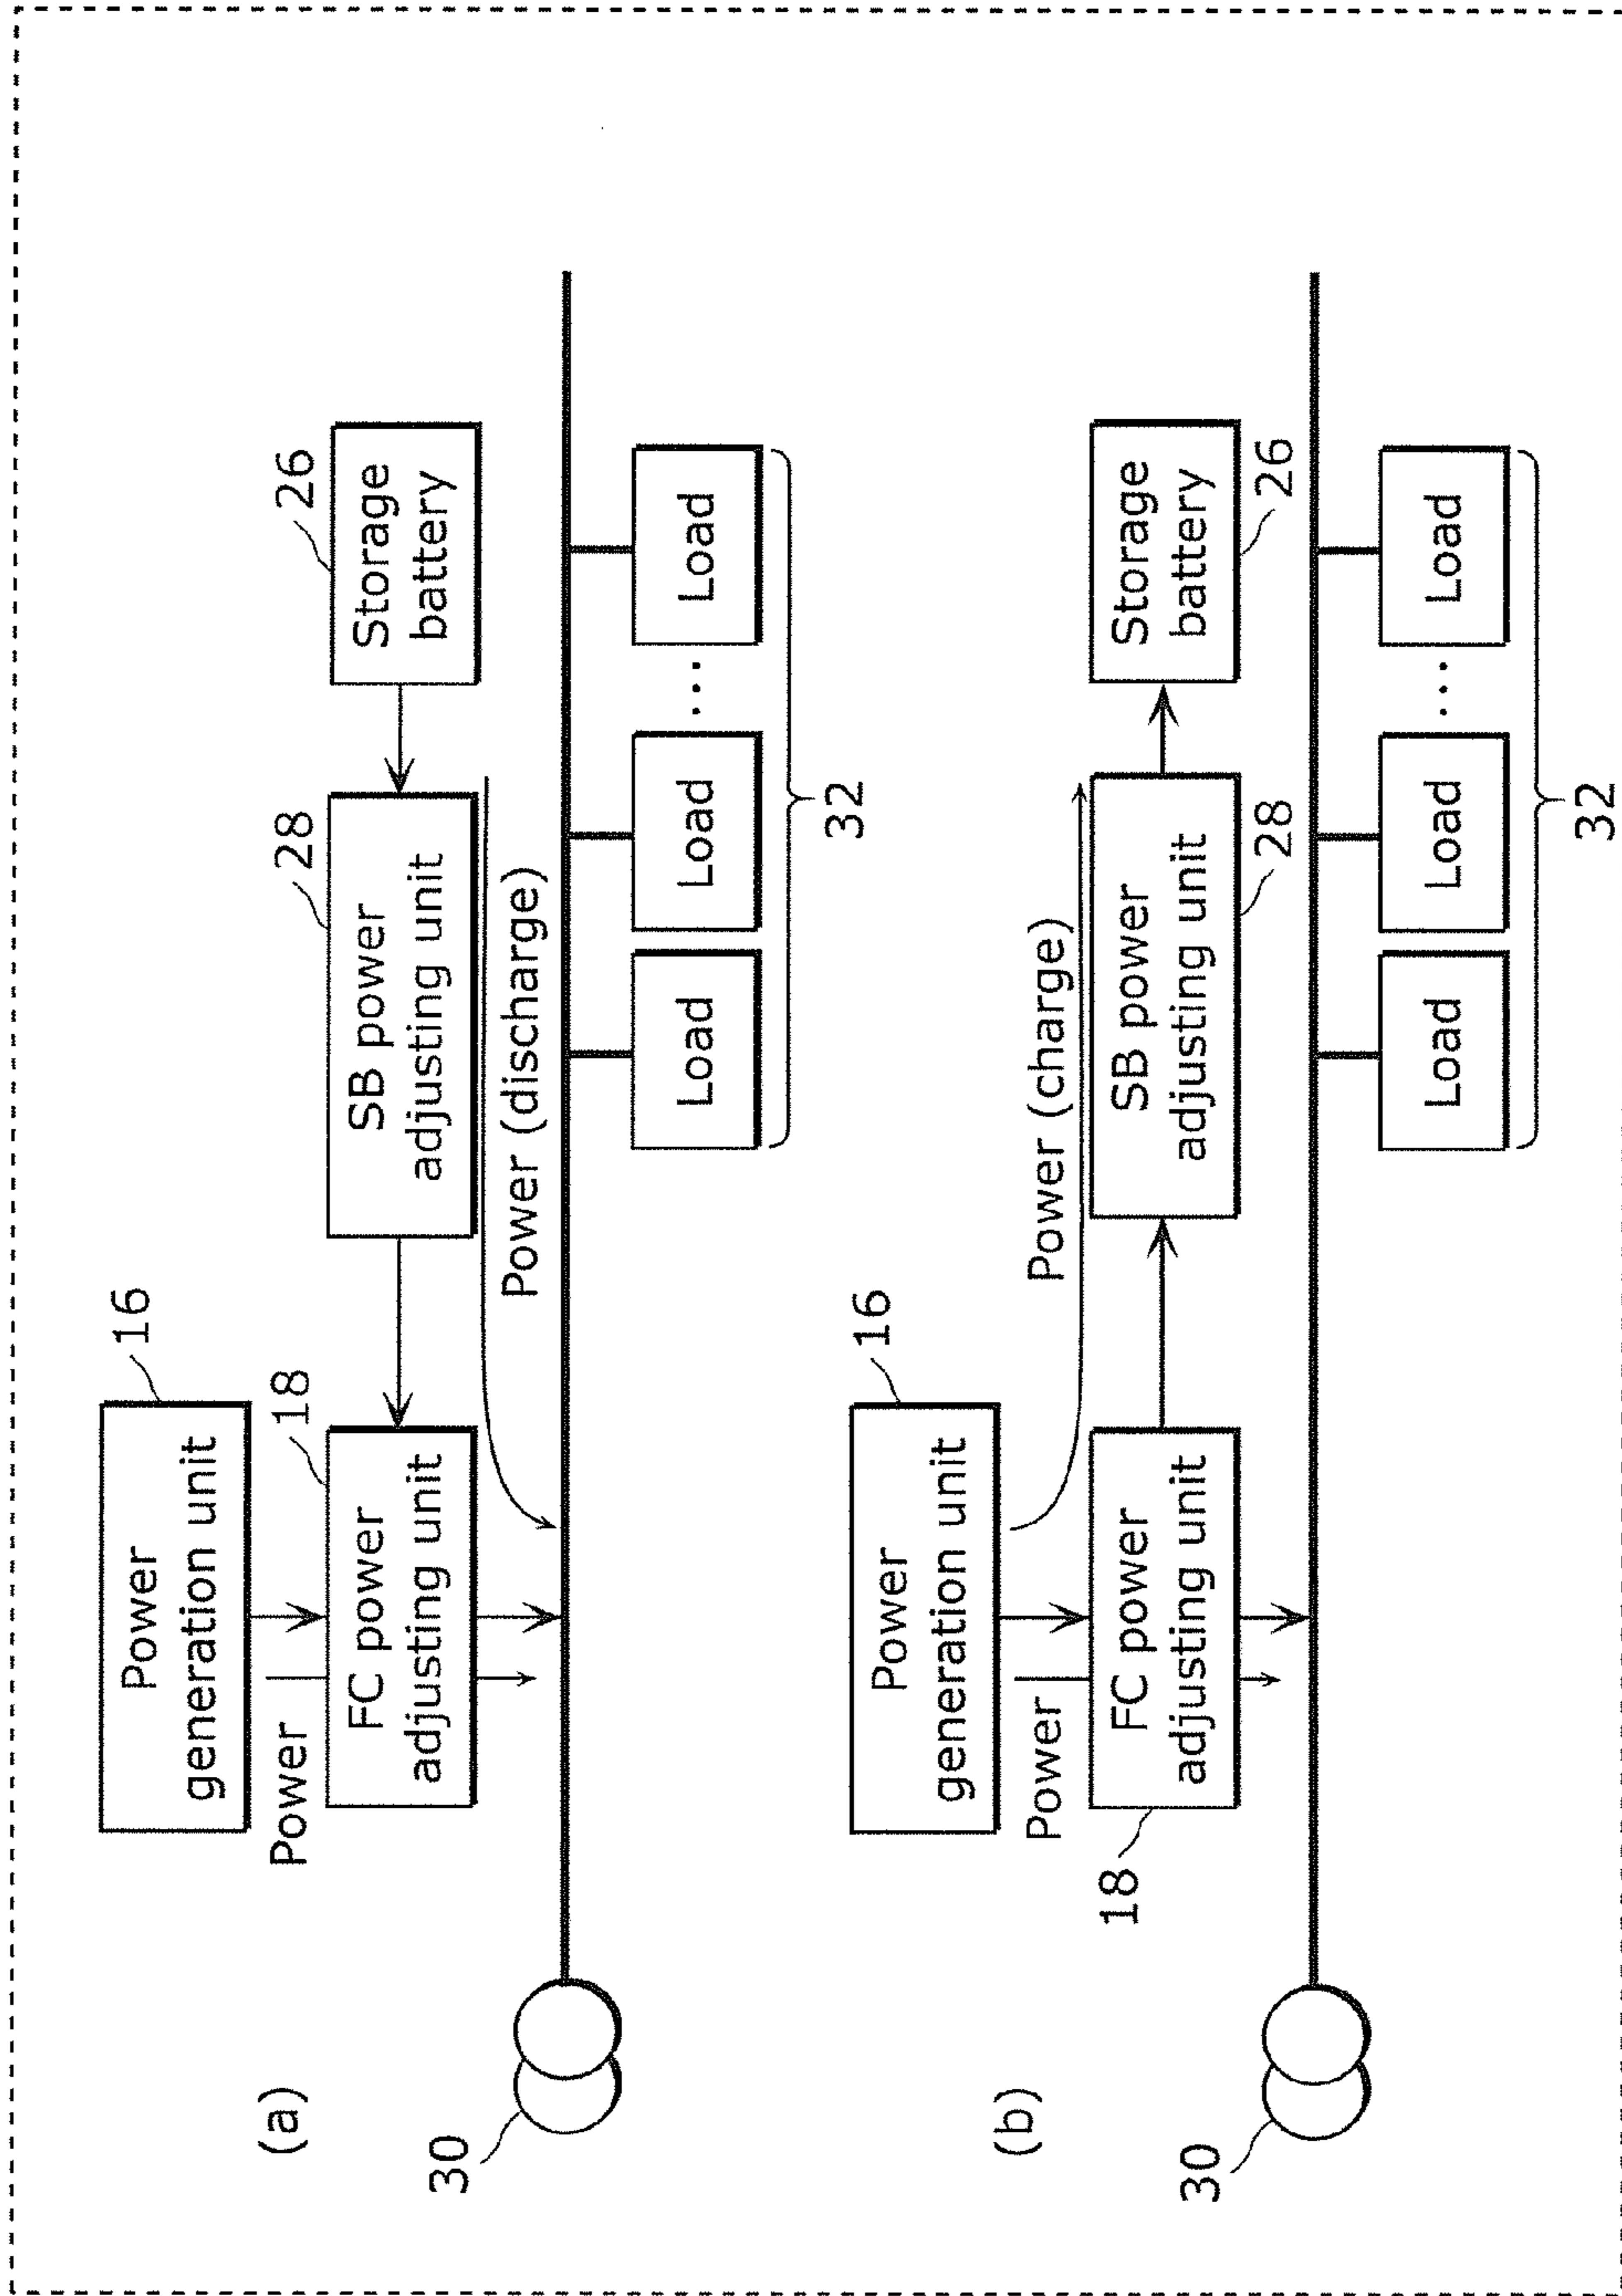 (a)
16
Power
generation unit
Power
18
FC power
adjusting unit
28
SB power
adjusting unit
26
Storage
battery
Power (discharge)
30
Load
Load
...
Load
32
(b)
16
Power
generation unit
Power
Power (charge)
18
FC power
adjusting unit
SB power
adjusting unit
28
Storage
battery
26
30
Load
Load
...
Load
32